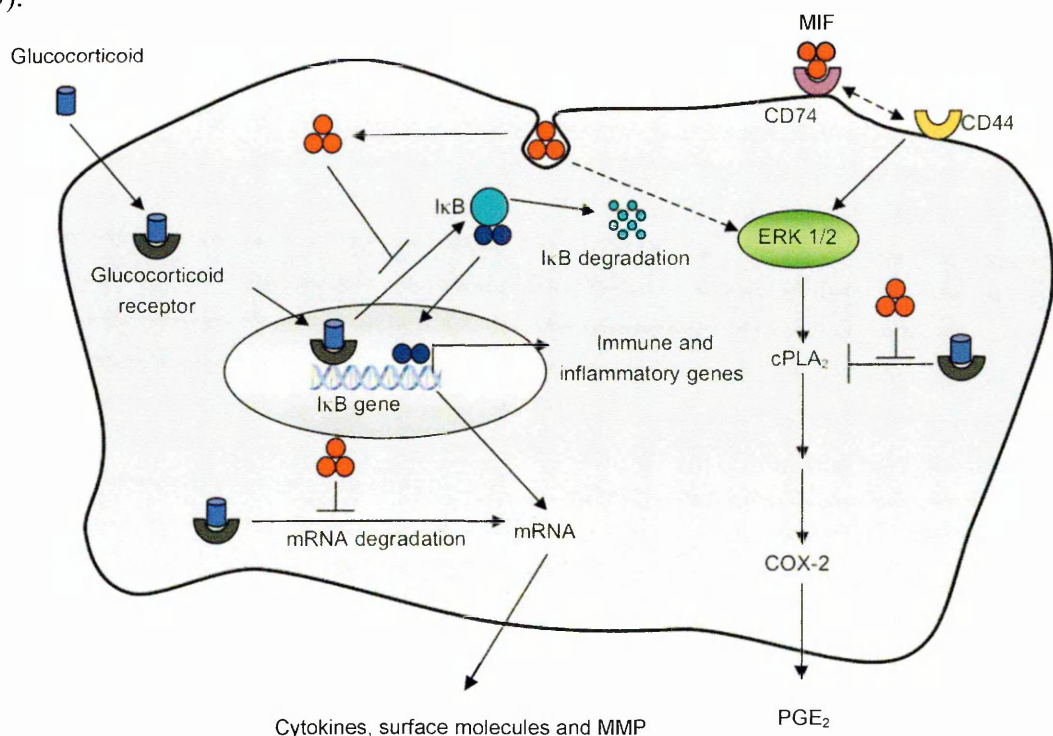 MIF
Glucocorticoid
CD74
CD44
IκB
ERK 1/2
IκB degradation
Glucocorticoid
receptor
Immune and
inflammatory genes
cPLA₂
IκB gene
mRNA degradation
mRNA
COX-2
Cytokines, surface molecules and MMP
PGE₂